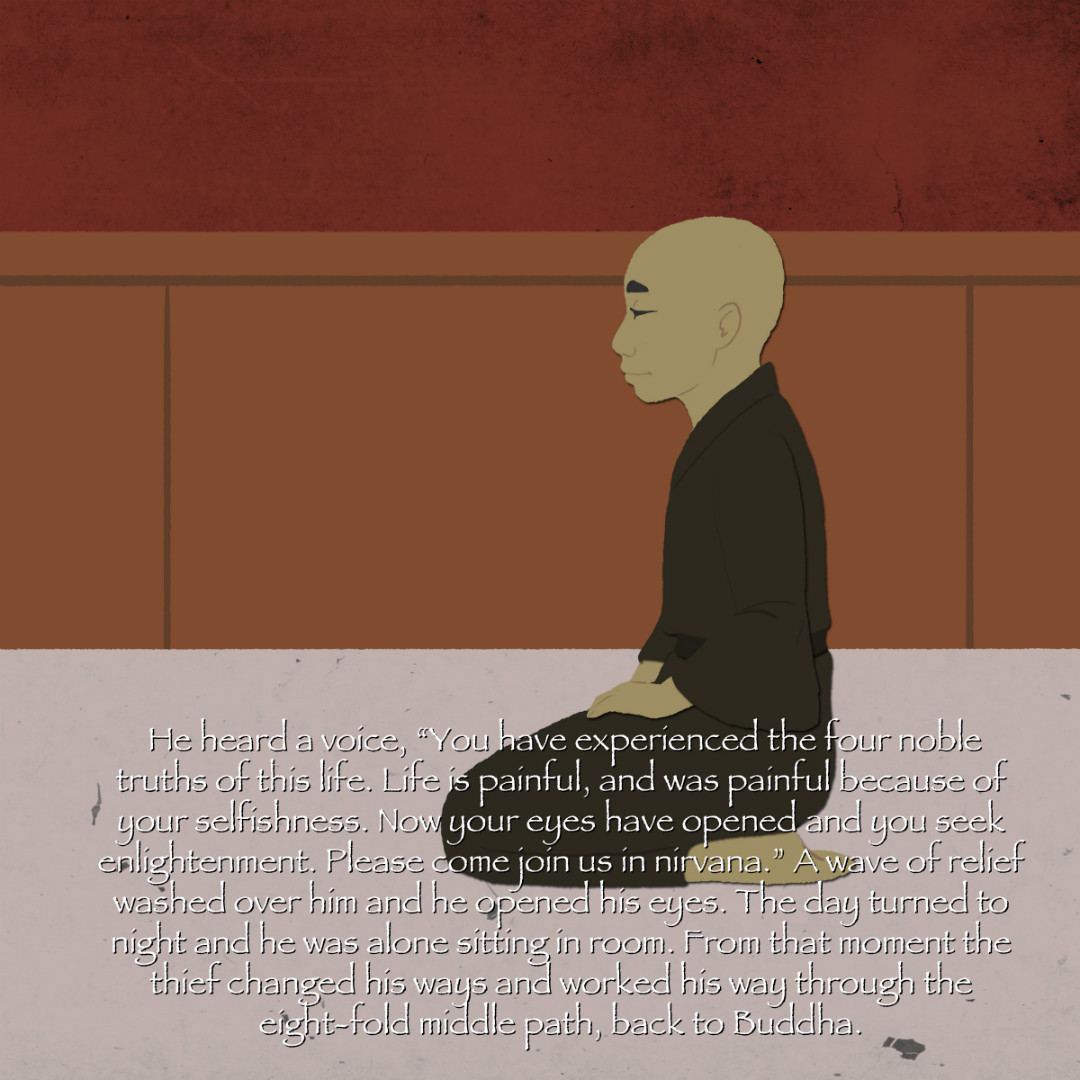 He heard a voice, “You have experienced the four noble
truths of this life. Life is painful, and was painful because of
your selfishness. Now your eyes have opened and you seek
enlightenment. Please come join us in nirvana.” A wave of relief
washed over him and he opened his eyes. The day turned to
night and he was alone sitting in room. From that moment the
thief changed his ways and worked his way through the
eight-fold middle path, back to Buddha.